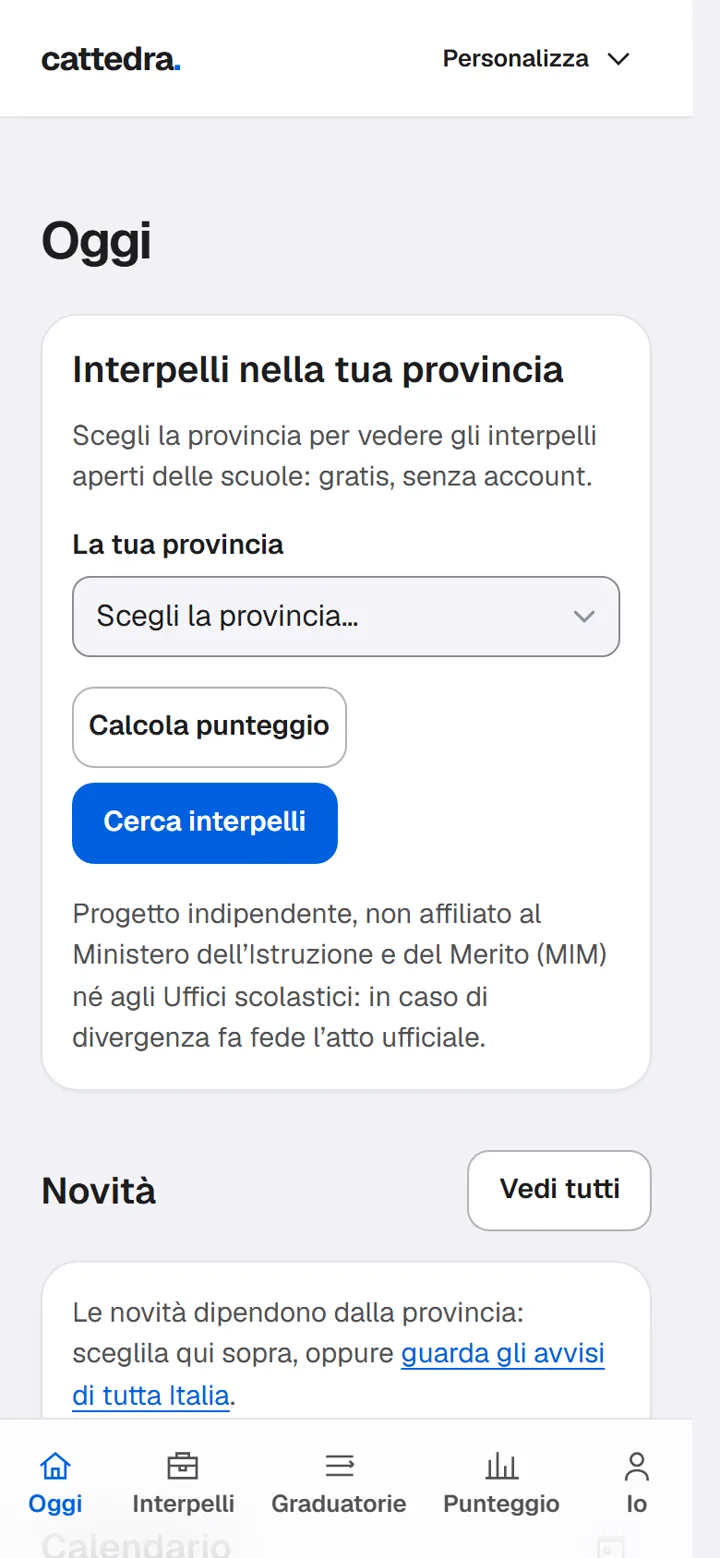 cattedra.
Personalizza
Oggi
Interpelli nella tua provincia
Scegli la provincia per vedere gli interpelli
aperti delle scuole: gratis, senza account.
La tua provincia
Scegli la provincia…
Calcola punteggio
Cerca interpelli
Progetto indipendente, non affiliato al
Ministero dell’Istruzione e del Merito (MIM)
né agli Uffici scolastici: in caso di
divergenza fa fede l’atto ufficiale.
Novità
Vedi tutti
Le novità dipendono dalla provincia:
sceglila qui sopra, oppure guarda gli avvisi
di tutta Italia.
Oggi
Interpelli
Graduatorie
Punteggio
Io
Calendario